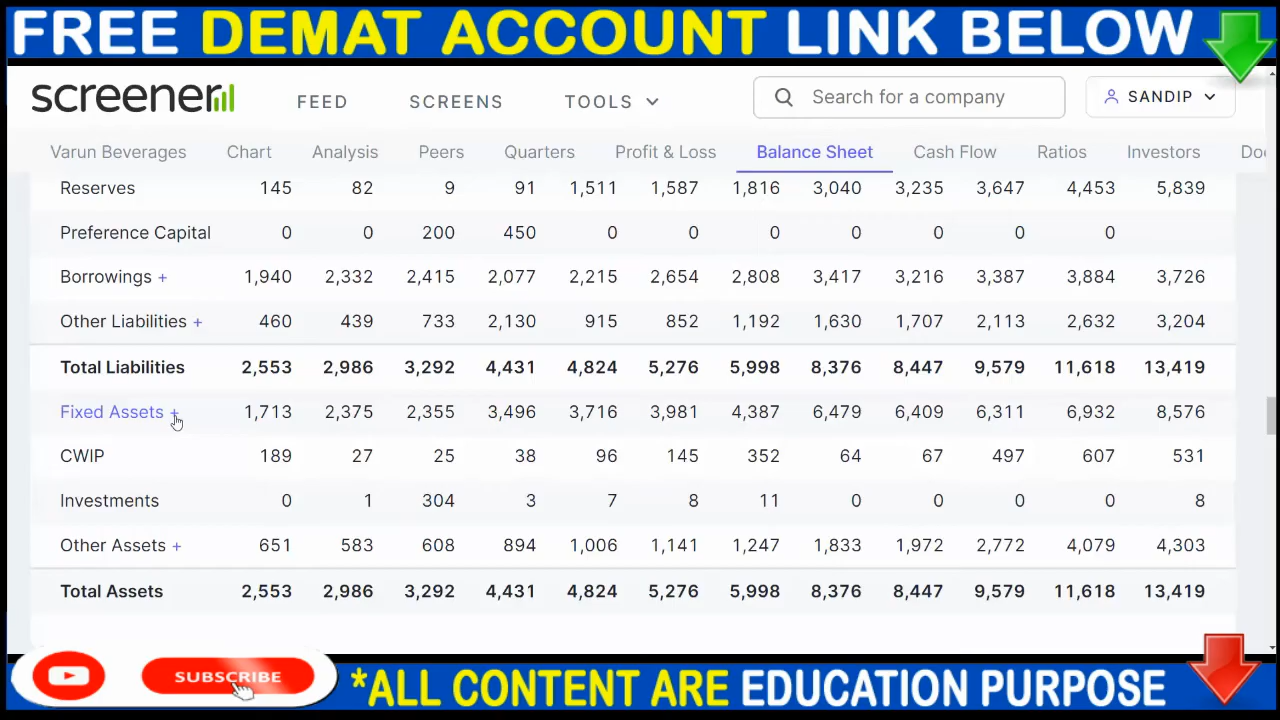 FREE DEMAT ACCOUNT LINK BELOW
screener
FEED SCREENS TOOLS
Search for a company
SANDIP
Varun Beverages Chart Analysis Peers Quarters Profit & Loss Balance Sheet Cash Flow Ratios Investors Do
Reserves 145 82 9 91 1,511 1,587 1,816 3,040 3,235 3,647 4,453 5,839
Preference Capital 0 0 200 450 0 0 0 0 0 0 0
Borrowings + 1,940 2,332 2,415 2,077 2,215 2,654 2,808 3,417 3,216 3,387 3,884 3,726
Other Liabilities + 460 439 733 2,130 915 852 1,192 1,630 1,707 2,113 2,632 3,204
Total Liabilities 2,553 2,986 3,292 4,431 4,824 5,276 5,998 8,376 8,447 9,579 11,618 13,419
Fixed Assets + 1,713 2,375 2,355 3,496 3,716 3,981 4,387 6,479 6,409 6,311 6,932 8,576
CWIP 189 27 25 38 96 145 352 64 67 497 607 531
Investments 0 1 304 3 7 8 11 0 0 0 0 8
Other Assets + 651 583 608 894 1,006 1,141 1,247 1,833 1,972 2,772 4,079 4,303
Total Assets 2,553 2,986 3,292 4,431 4,824 5,276 5,998 8,376 8,447 9,579 11,618 13,419
SUBSCRIBE
*ALL CONTENT ARE EDUCATION PURPOSE